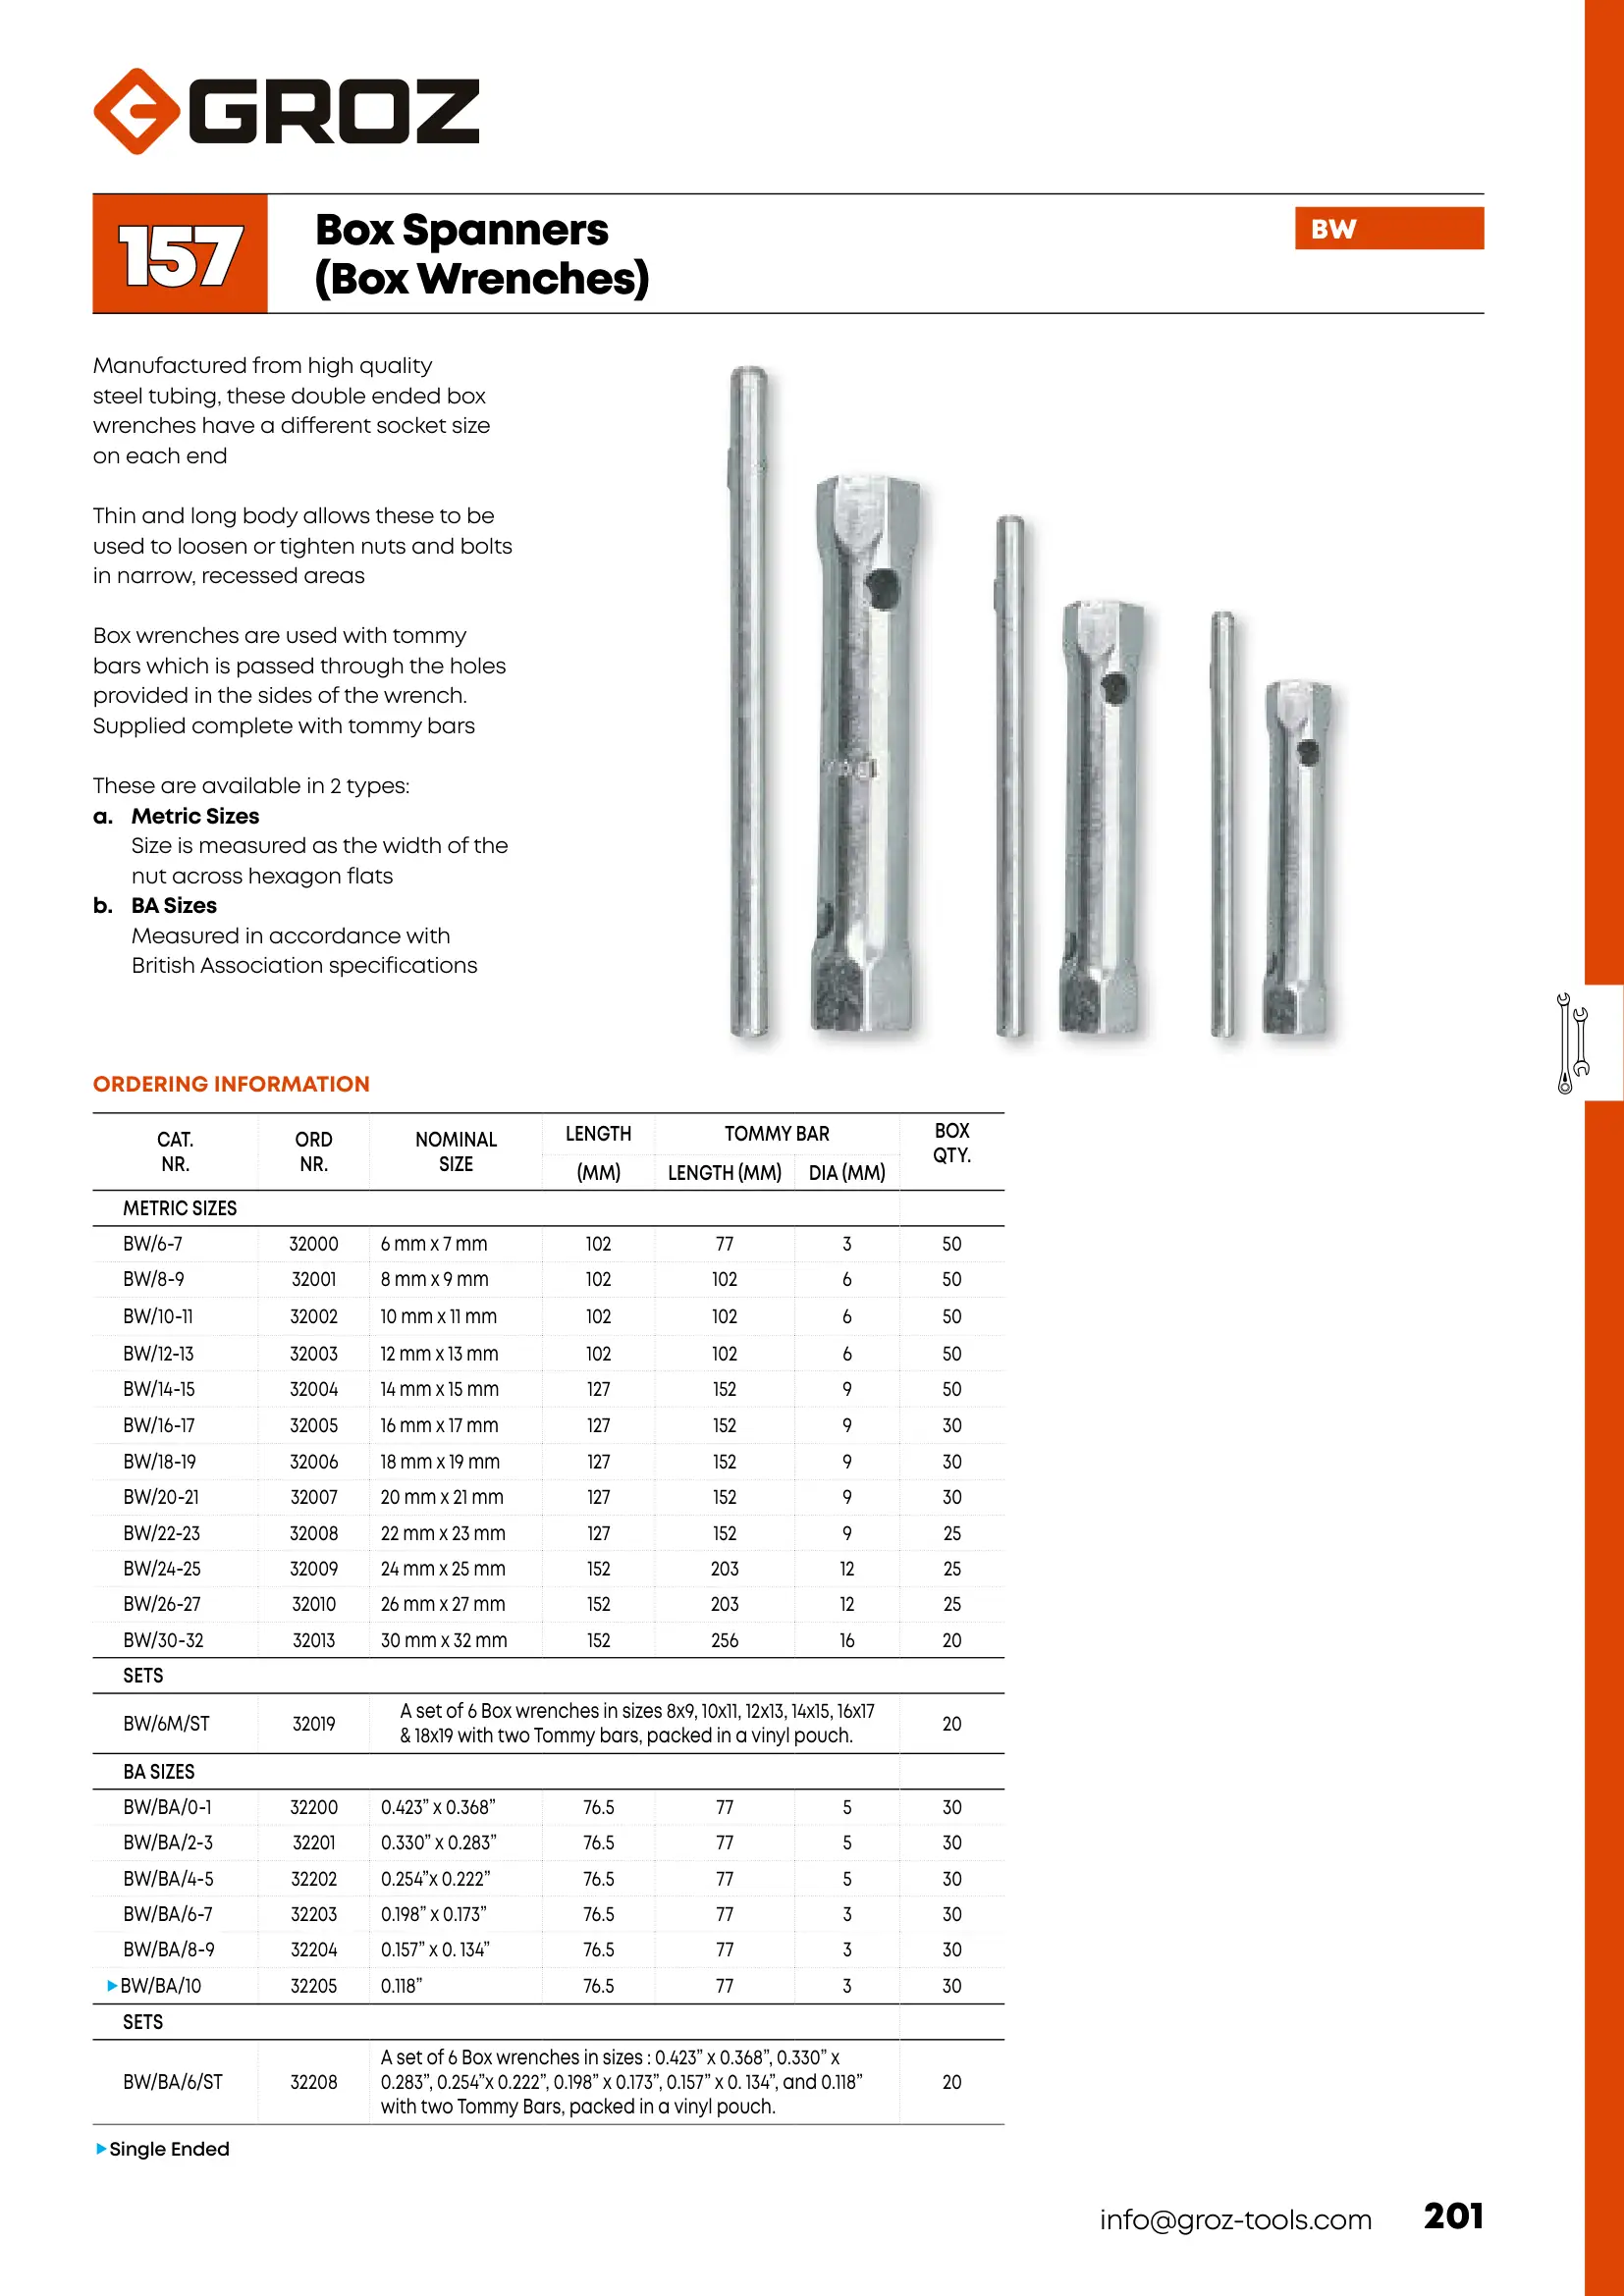 GROZ
157
Box Spanners
(Box Wrenches)
BW
Manufactured from high quality
steel tubing, these double ended box
wrenches have a different socket size
on each end
Thin and long body allows these to be
used to loosen or tighten nuts and bolts
in narrow, recessed areas
Box wrenches are used with tommy
bars which is passed through the holes
provided in the sides of the wrench.
Supplied complete with tommy bars
These are available in 2 types:
a. Metric Sizes
Size is measured as the width of the
nut across hexagon flats
b. BA Sizes
Measured in accordance with
British Association specifications
ORDERING INFORMATION
CAT. NR. ORD NR. NOMINAL SIZE LENGTH (MM) TOMMY BAR LENGTH (MM) DIA (MM) BOX QTY.
METRIC SIZES
BW/6-7 32000 6 mm x 7 mm 102 77 3 50
BW/8-9 32001 8 mm x 9 mm 102 102 6 50
BW/10-11 32002 10 mm x 11 mm 102 102 6 50
BW/12-13 32003 12 mm x 13 mm 102 102 6 50
BW/14-15 32004 14 mm x 15 mm 127 152 9 50
BW/16-17 32005 16 mm x 17 mm 127 152 9 30
BW/18-19 32006 18 mm x 19 mm 127 152 9 30
BW/20-21 32007 20 mm x 21 mm 127 152 9 30
BW/22-23 32008 22 mm x 23 mm 127 152 9 25
BW/24-25 32009 24 mm x 25 mm 152 203 12 25
BW/26-27 32010 26 mm x 27 mm 152 203 12 25
BW/30-32 32013 30 mm x 32 mm 152 256 16 20
SETS
BW/6M/ST 32019 A set of 6 Box wrenches in sizes 8x9, 10x11, 12x13, 14x15, 16x17
& 18x19 with two Tommy bars, packed in a vinyl pouch. 20
BA SIZES
BW/BA/0-1 32200 0.423” x 0.368” 76.5 77 5 30
BW/BA/2-3 32201 0.330” x 0.283” 76.5 77 5 30
BW/BA/4-5 32202 0.254”x 0.222” 76.5 77 5 30
BW/BA/6-7 32203 0.198” x 0.173” 76.5 77 3 30
BW/BA/8-9 32204 0.157” x 0. 134” 76.5 77 3 30
▶BW/BA/10 32205 0.118” 76.5 77 3 30
SETS
BW/BA/6/ST 32208 A set of 6 Box wrenches in sizes : 0.423” x 0.368”, 0.330” x
0.283”, 0.254”x 0.222”, 0.198” x 0.173”, 0.157” x 0. 134”, and 0.118”
with two Tommy Bars, packed in a vinyl pouch. 20
▶Single Ended
info@groz-tools.com 201